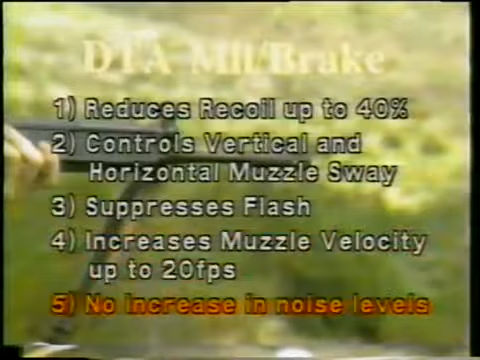 DTA Mil/Brake
1) Reduces Recoil up to 40%
2) Controls Vertical and
Horizontal Muzzle Sway
3) Suppresses Flash
4) Increases Muzzle Velocity
up to 20fps
5) No increase in noise levels